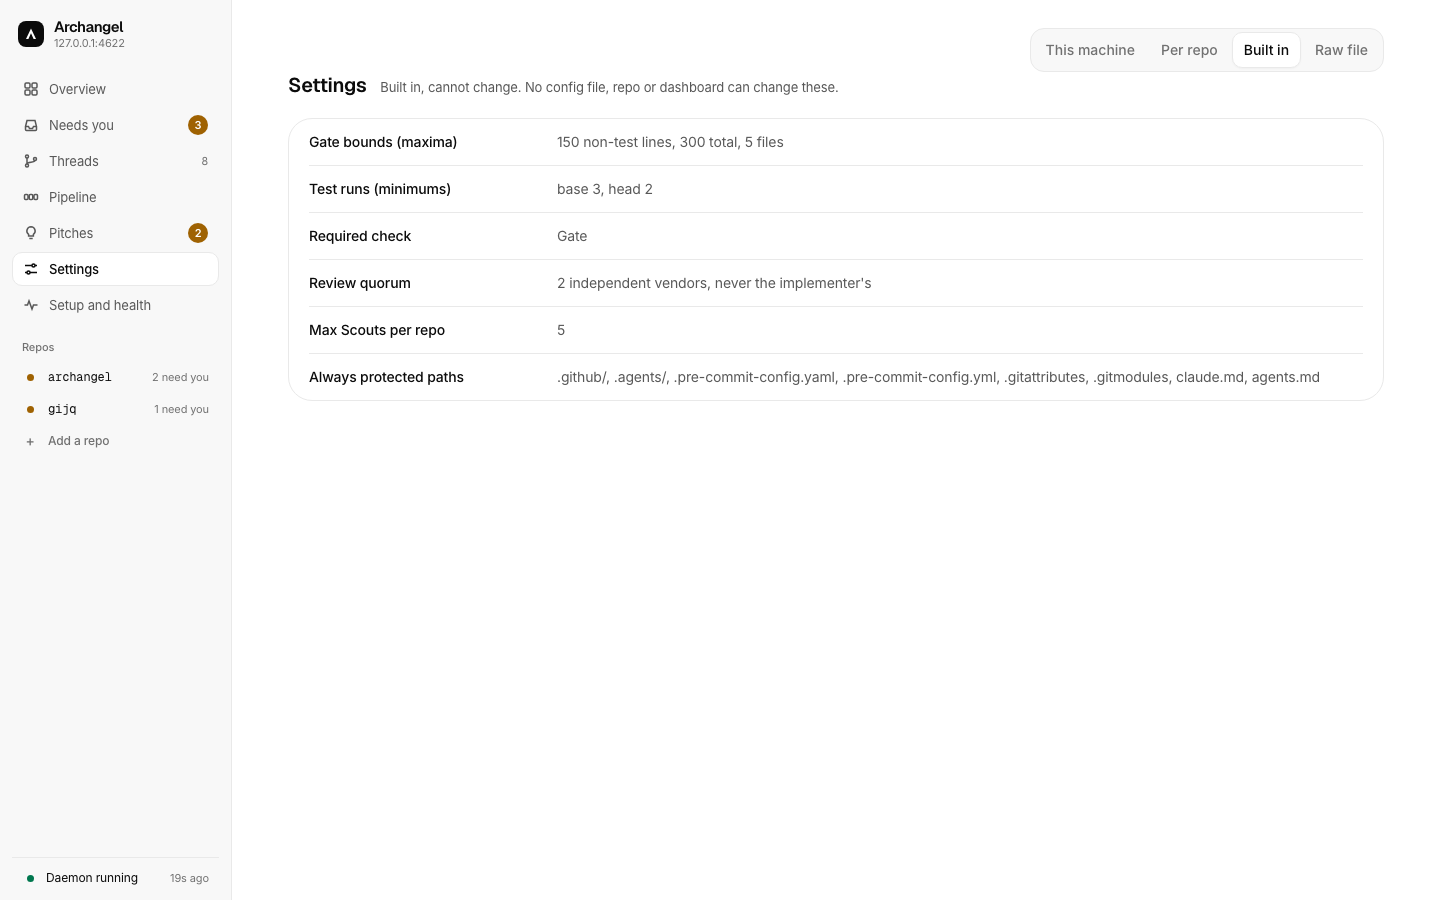 Archangel
127.0.0.1:4622
Overview
Needs you 3
Threads 8
Pipeline
Pitches 2
Settings
Setup and health
Repos
archangel 2 need you
gijq 1 need you
+ Add a repo
Daemon running 19s ago
This machine Per repo Built in Raw file
Settings Built in, cannot change. No config file, repo or dashboard can change these.
Gate bounds (maxima) 150 non-test lines, 300 total, 5 files
Test runs (minimums) base 3, head 2
Required check Gate
Review quorum 2 independent vendors, never the implementer's
Max Scouts per repo 5
Always protected paths .github/, .agents/, .pre-commit-config.yaml, .pre-commit-config.yml, .gitattributes, .gitmodules, claude.md, agents.md